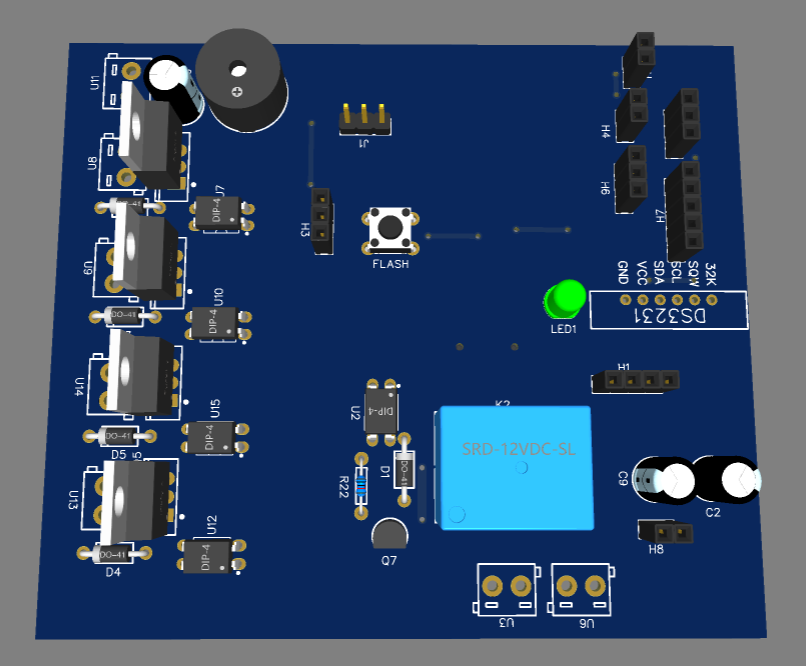 U11
J1
H4
U8
H6
U7
DO-41
DIP-4
H3
H7
FLASH
U9
GND
VCC
SDA
SCL
SQW
32K
U10
DO-41
DIP-4
LED1
DS3231
H1
U14
K2
U15
U2
DIP-4
DO-41
DIP-4
SRD-12VDC-SL
D5
D1
DO-41
R22
C9
U13
C2
U12
DO-41
DIP-4
Q7
H8
D4
U3
U6